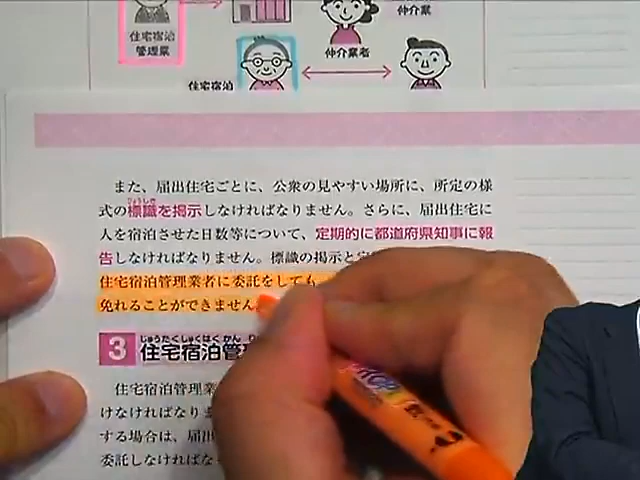 住宅宿泊
管理業
仲介業
仲介業者
住宅宿泊
また、届出住宅ごとに、公衆の見やすい場所に、所定の様
ひょうしき
式の標識を掲示しなければなりません。さらに、届出住宅に
人を宿泊させた日数等について、定期的に都道府県知事に報
告しなければなりません。標識の掲示と定
住宅宿泊管理業者に委託をしても、
免れることができません。
じゅうたくしゅくはくかん り
3 住宅宿泊管
住宅宿泊管理業
けなければなりま
する場合は、届出
委託しなければな